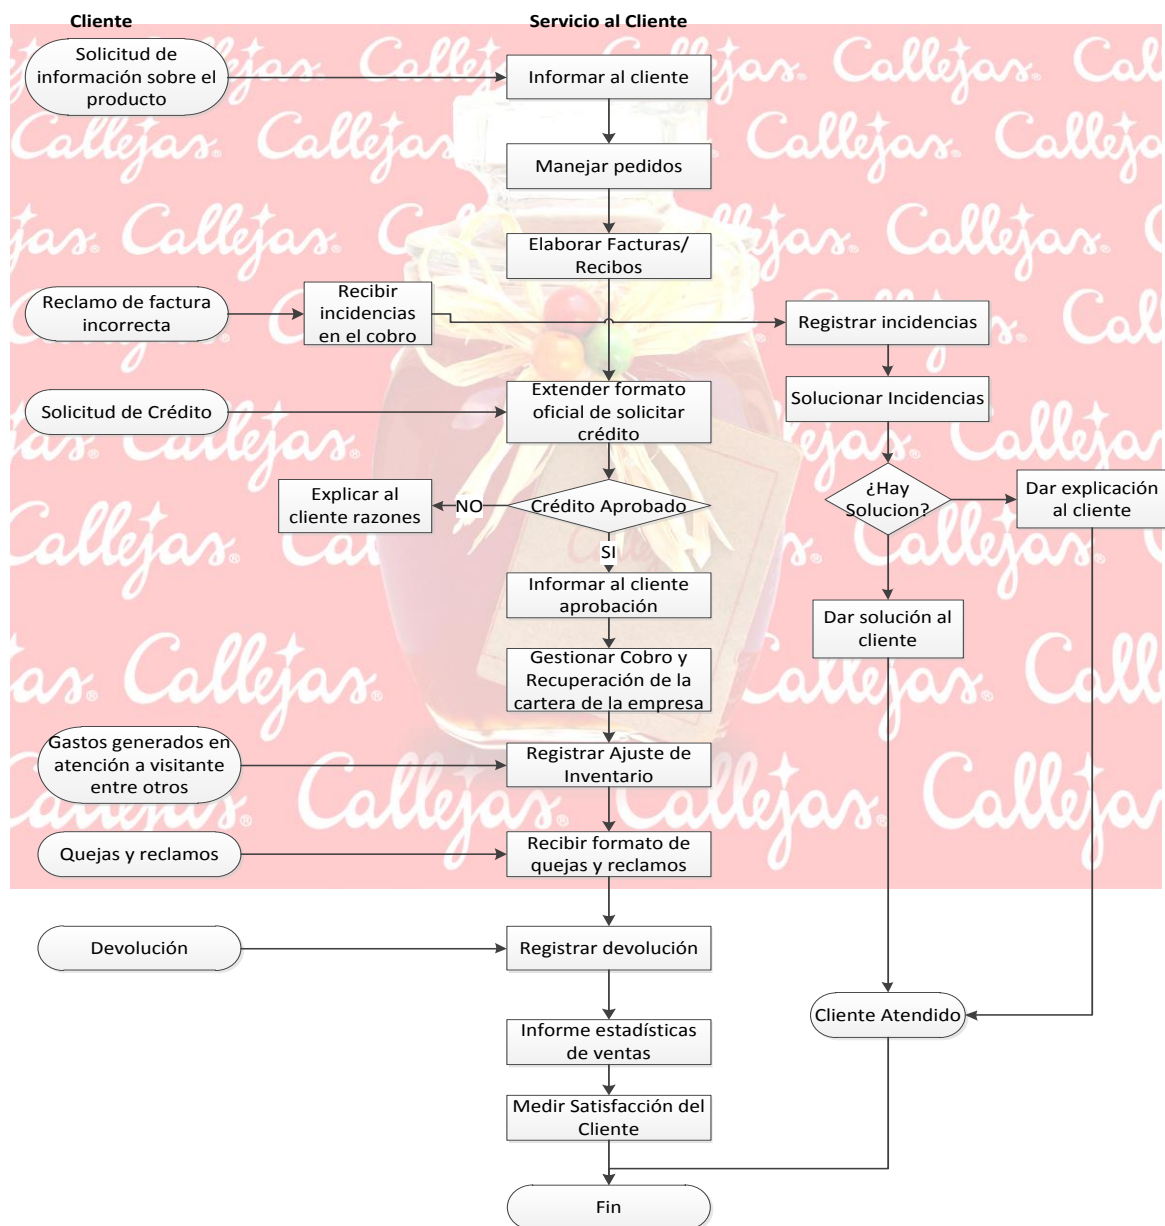 Cliente
Servicio al Cliente
Solicitud de
información sobre el
producto
Informar al cliente
Manejar pedidos
Elaborar Facturas/
Recibos
Reclamo de factura
incorrecta
Recibir
incidencias
en el cobro
Registrar incidencias
Solicitud de Crédito
Extender formato
oficial de solicitar
crédito
Solucionar Incidencias
Explicar al
cliente razones
NO
Crédito Aprobado
¿Hay
Solucion?
Dar explicación
al cliente
SI
Informar al cliente
aprobación
Dar solución al
cliente
Gestionar Cobro y
Recuperación de la
cartera de la empresa
Gastos generados en
atención a visitante
entre otros
Registrar Ajuste de
Inventario
Quejas y reclamos
Recibir formato de
quejas y reclamos
Devolución
Registrar devolución
Cliente Atendido
Informe estadísticas
de ventas
Medir Satisfacción del
Cliente
Fin
Callejas